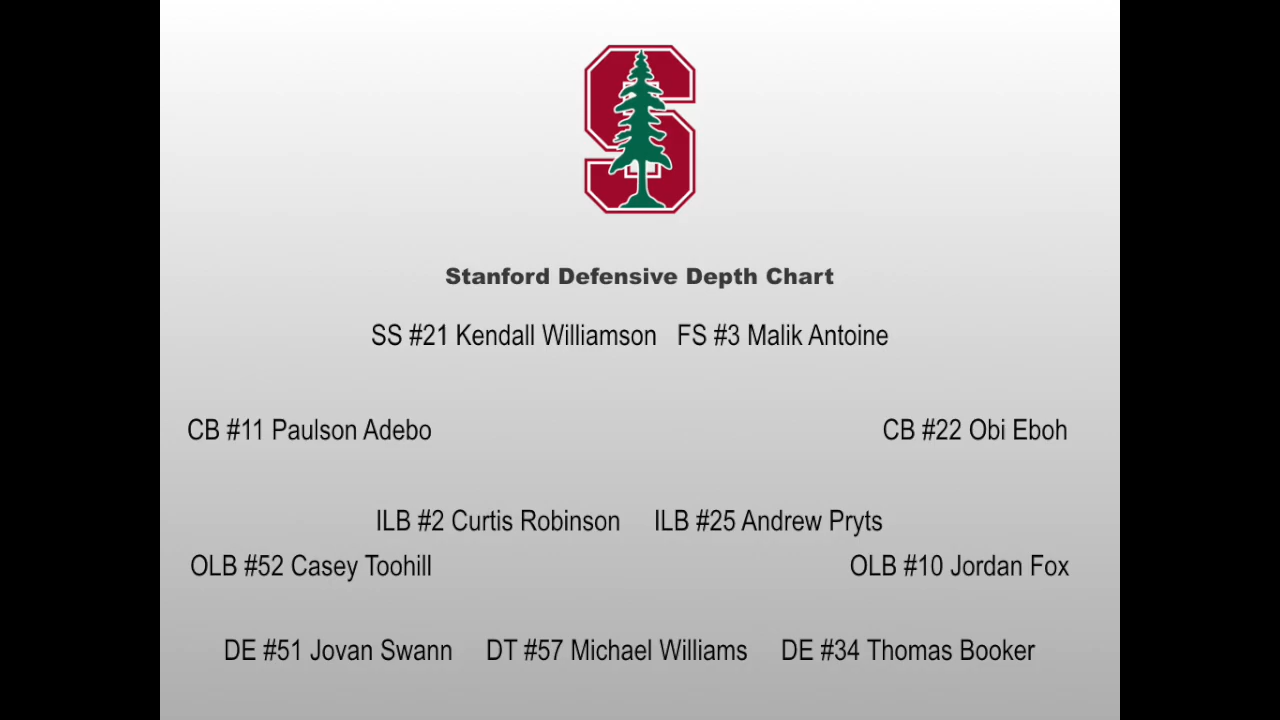 S
Stanford Defensive Depth Chart
SS #21 Kendall Williamson FS #3 Malik Antoine
CB #11 Paulson Adebo CB #22 Obi Eboh
ILB #2 Curtis Robinson ILB #25 Andrew Pryts
OLB #52 Casey Toohill OLB #10 Jordan Fox
DE #51 Jovan Swann DT #57 Michael Williams DE #34 Thomas Booker